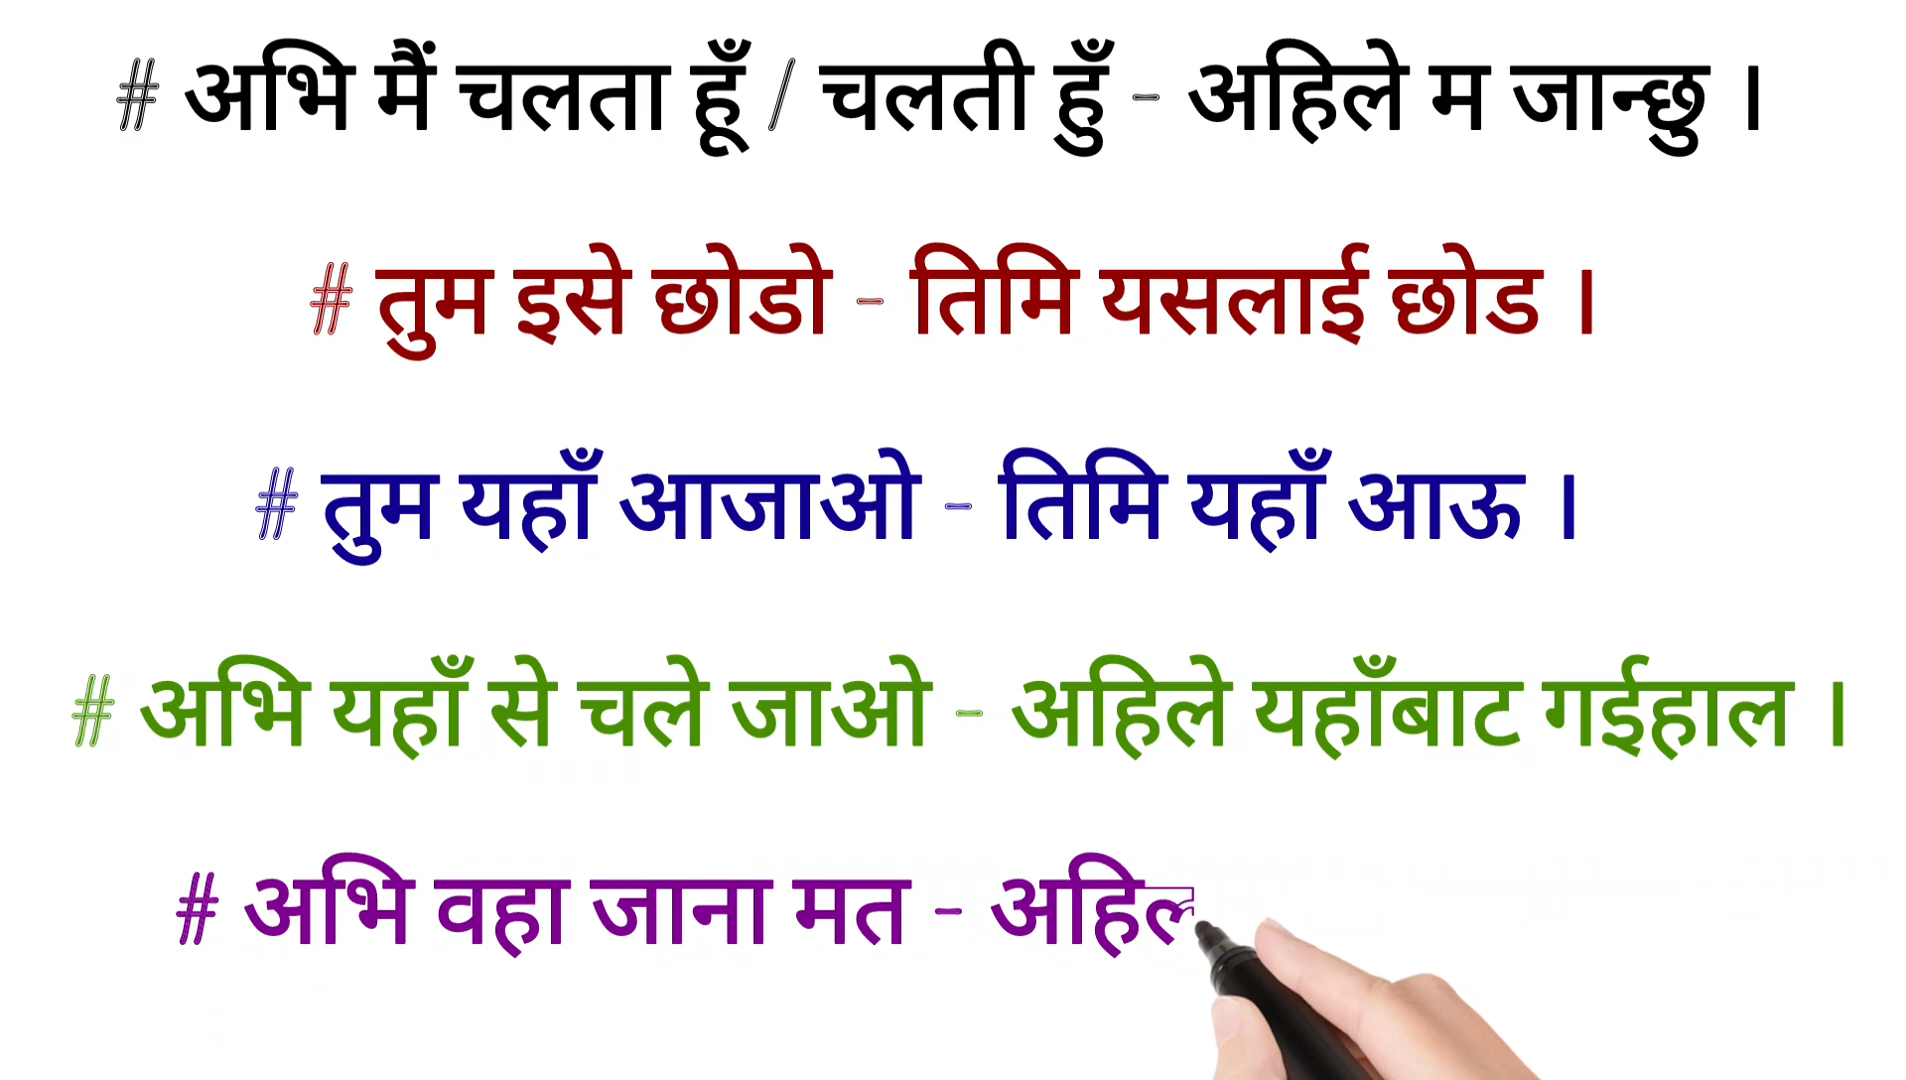 # अभि मैं चलता हूँ / चलती हुँ - अहिले म जान्छु ।
# तुम इसे छोडो - तिमि यसलाई छोड ।
# तुम यहाँ आजाओ - तिमि यहाँ आऊ ।
# अभि यहाँ से चले जाओ - अहिले यहाँबाट गईहाल ।
# अभि वहा जाना मत -